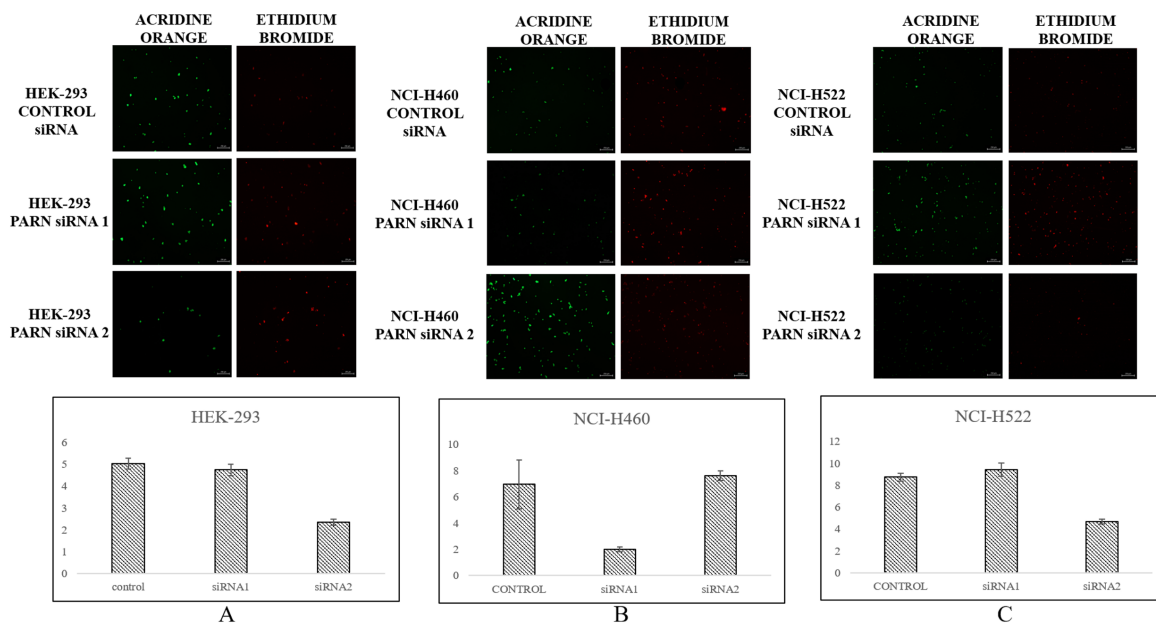 ACRIDINE
ORANGE
ETHIDIUM
BROMIDE
HEK-293
CONTROL
siRNA
HEK-293
PARN siRNA 1
HEK-293
PARN siRNA 2
ACRIDINE
ORANGE
ETHIDIUM
BROMIDE
NCI-H460
CONTROL
siRNA
NCI-H460
PARN siRNA 1
NCI-H460
PARN siRNA 2
ACRIDINE
ORANGE
ETHIDIUM
BROMIDE
NCI-H522
CONTROL
siRNA
NCI-H522
PARN siRNA 1
NCI-H522
PARN siRNA 2
HEK-293
6
5
4
3
2
1
0
control
siRNA1
siRNA2
A
NCI-H460
10
8
6
4
2
0
CONTROL
siRNA1
siRNA2
B
NCI-H522
12
10
8
6
4
2
0
CONTROL
siRNA1
siRNA2
C